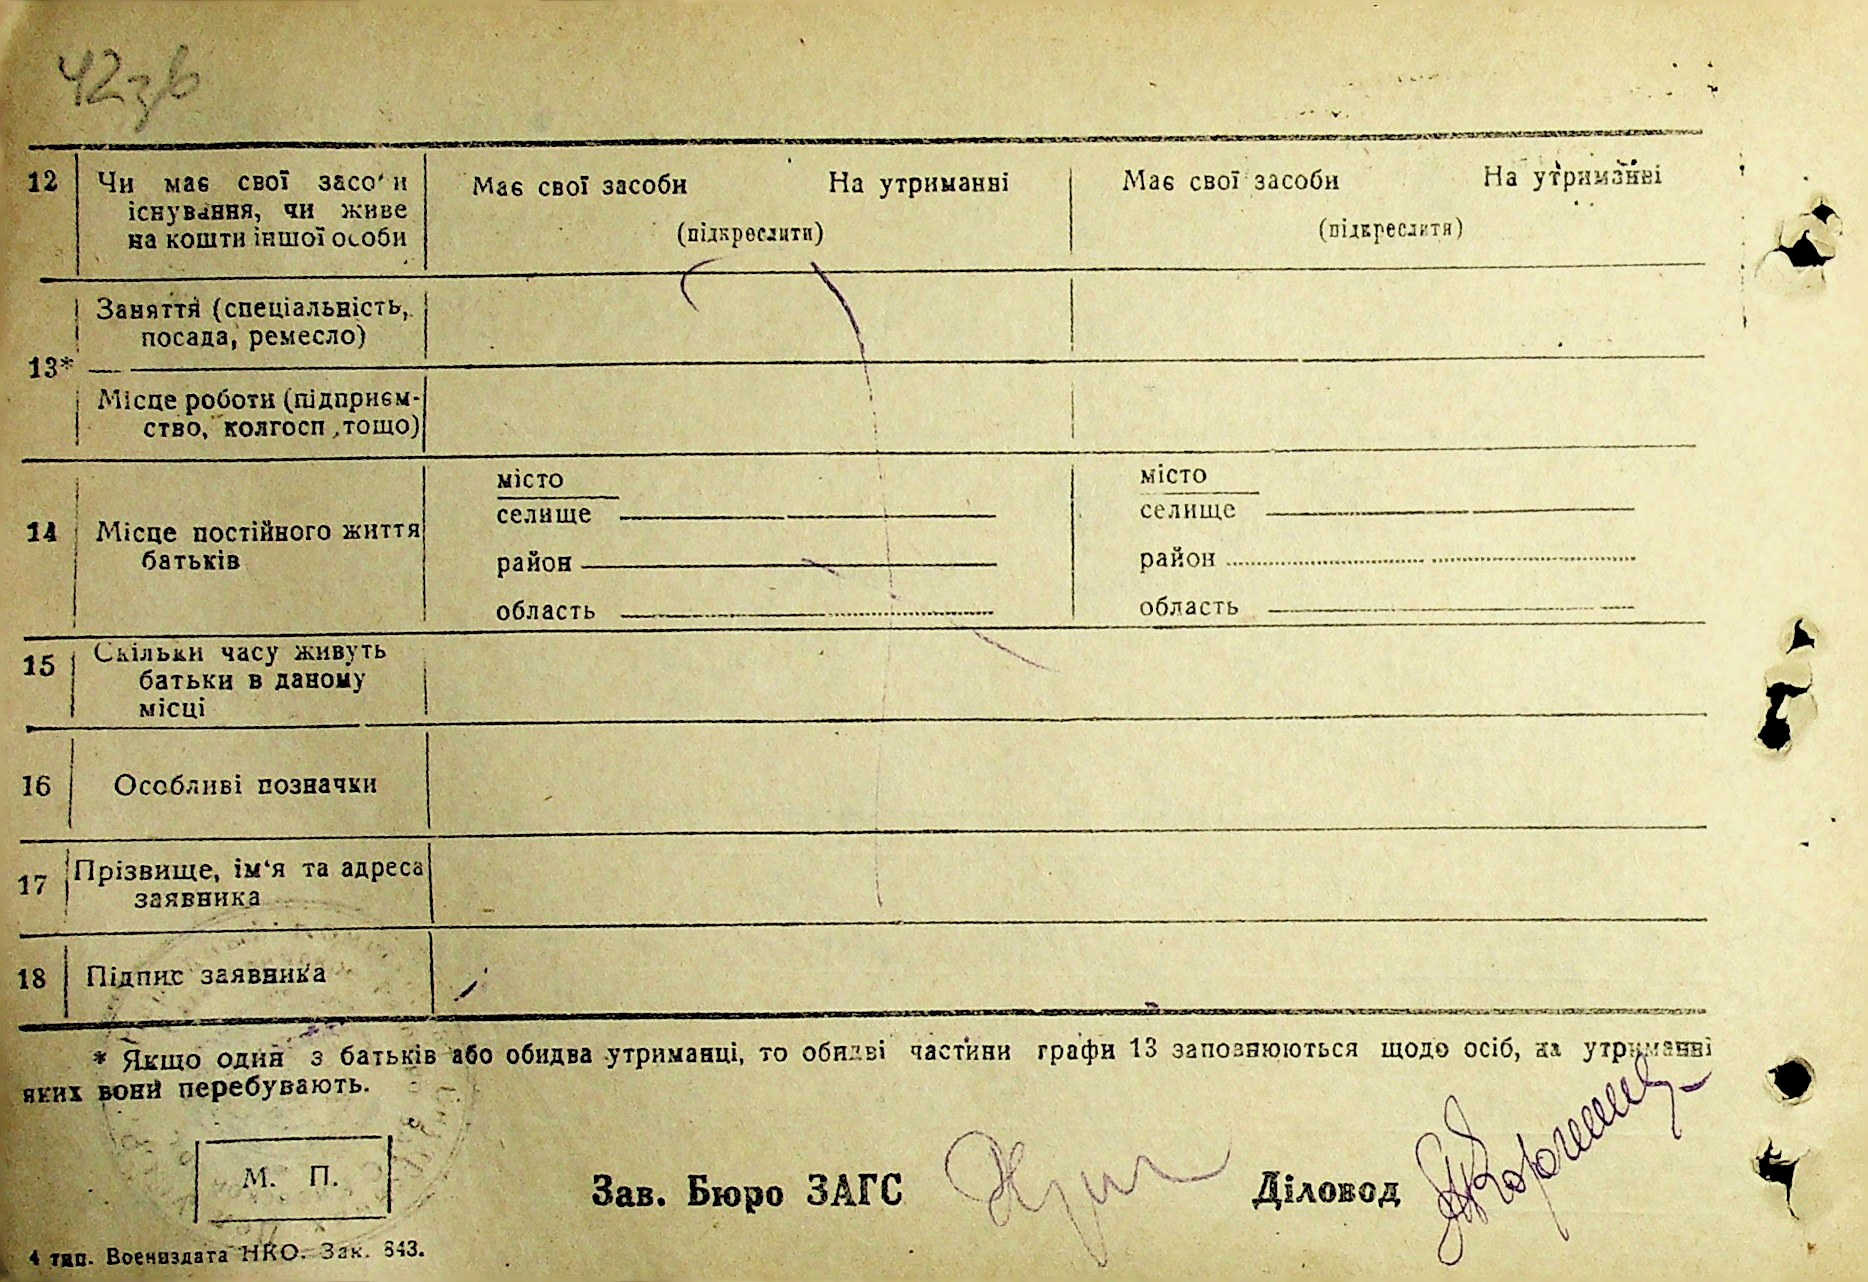 42зв
12 Чи має свої засоби Має свої засоби На утриманні Має свої засоби На утриманні
існування, чи живе
на кошти іншої особи (підкреслити) (підкреслити)
Заняття (спеціальність,
посада, ремесло)
13*
Місце роботи (підприєм-
ство, колгосп, тощо)
місто місто
селище селище
14 Місце постійного життя
батьків
район район
область область
15 Скільки часу живуть
батьки в даному
місці
16 Особливі позначки
17 Прізвище, ім'я та адреса
заявника
18 Підпис заявника
* Якщо один з батьків або обидва утриманці, то обидві частини графи 13 заповнюються щодо осіб, на утриманні
яких вони перебувають.
М. П.
Зав. Бюро ЗАГС Діловод
4 тип. Воениздата НКО. Зак. 843.